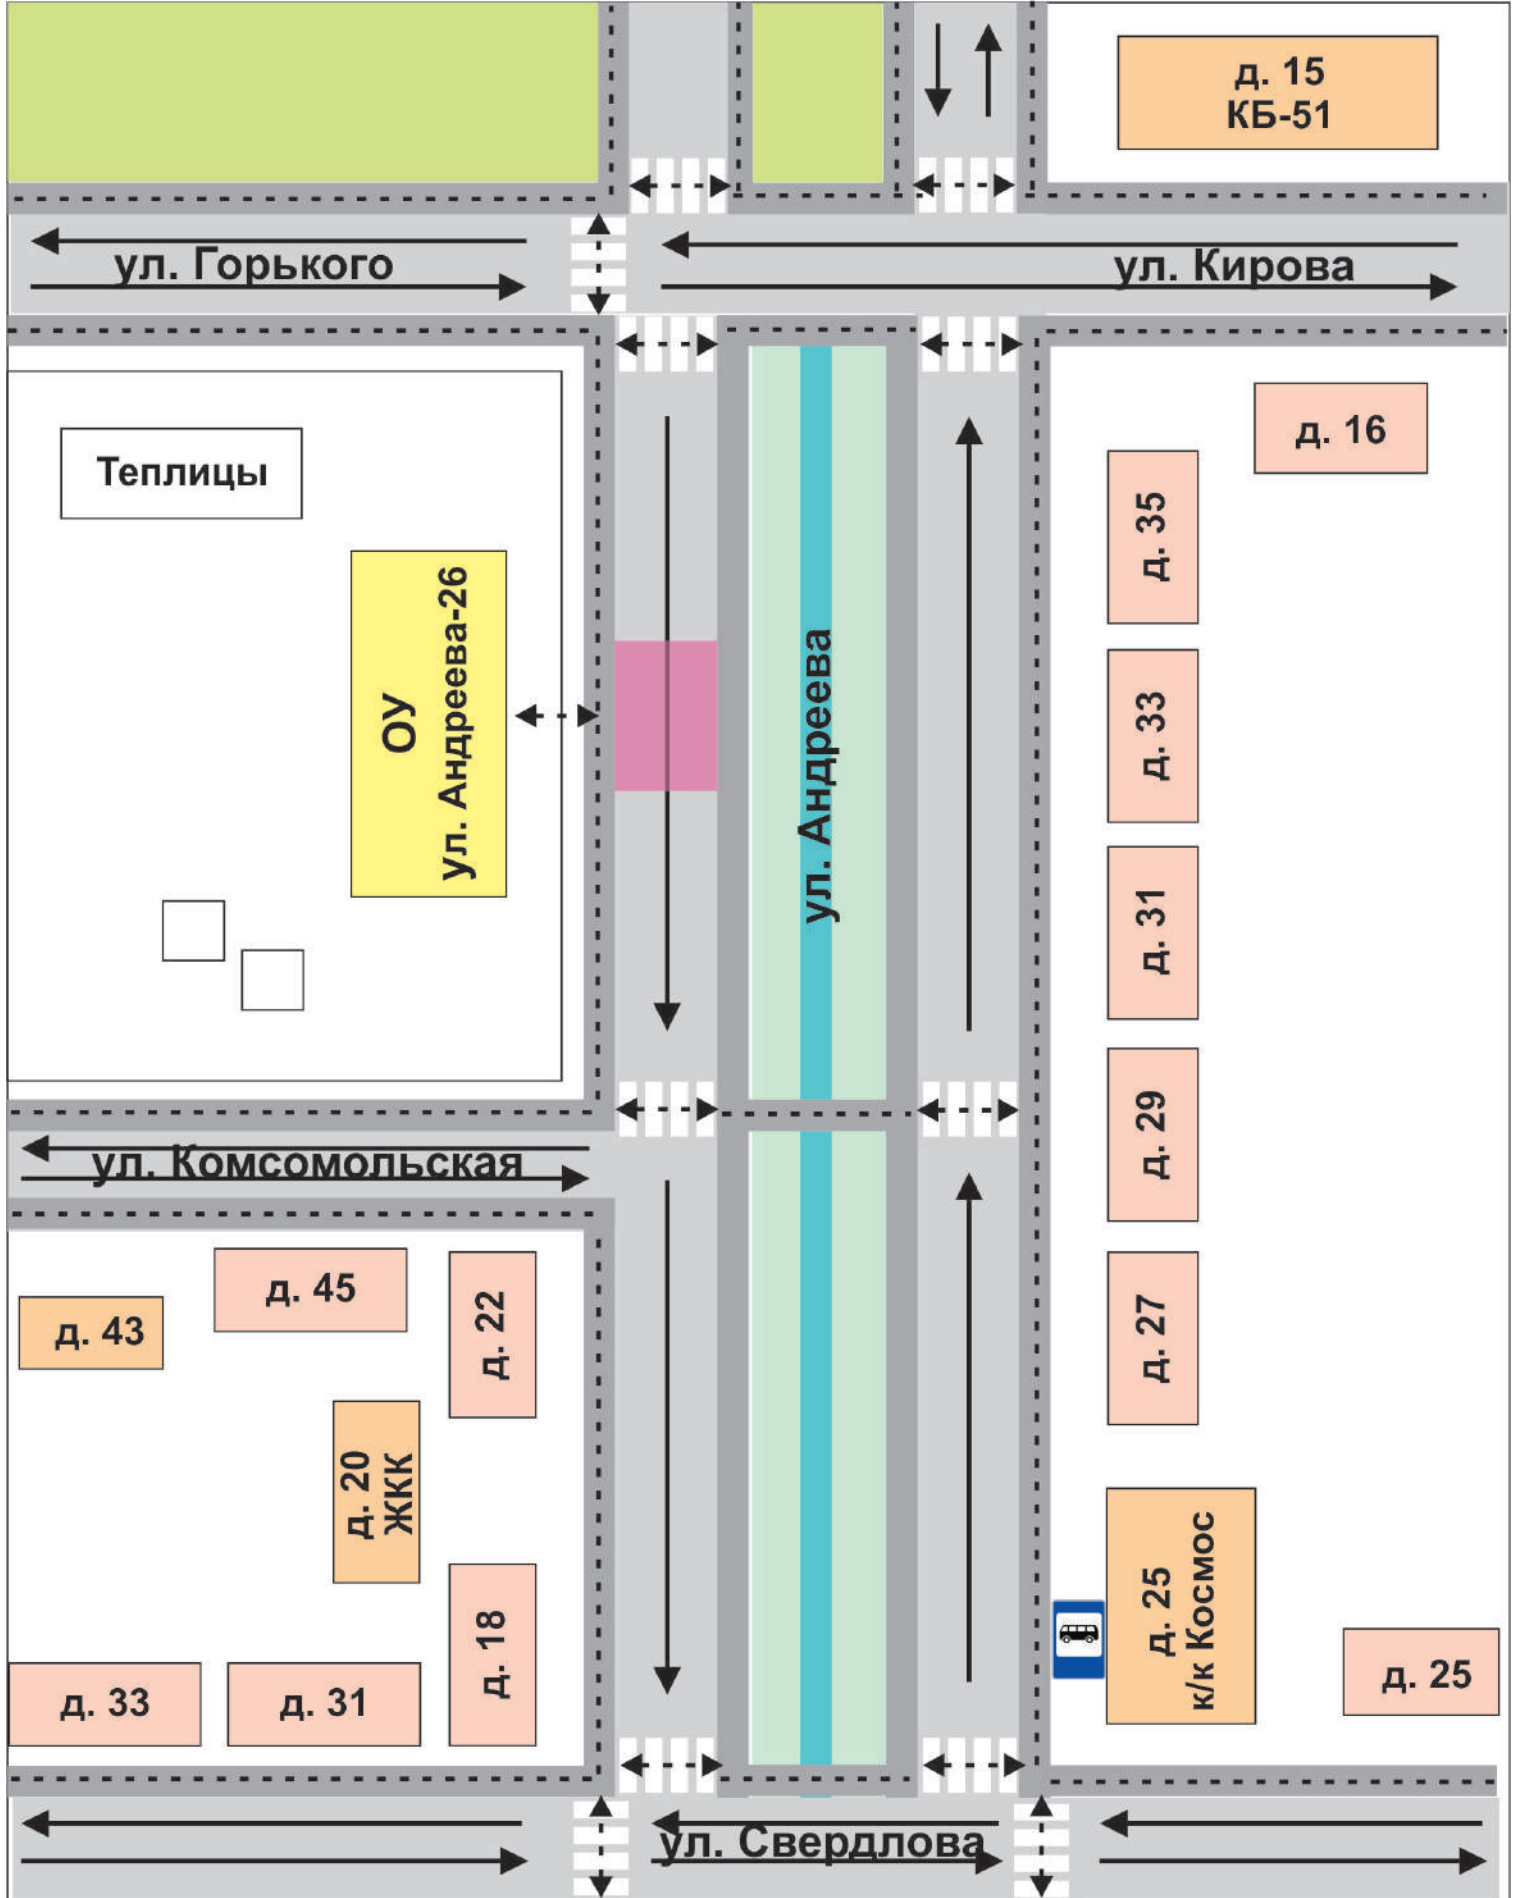 д. 15
КБ-51
ул. Горького
ул. Кирова
д. 16
Теплицы
д. 35
ОУ
ул. Андреева-26
ул. Андреева
д. 33
д. 31
д. 29
ул. Комсомольская
д. 45
д. 22
д. 43
д. 27
д. 20
ЖКК
д. 25
к/к Космос
д. 18
д. 33
д. 31
д. 25
ул. Свердлова